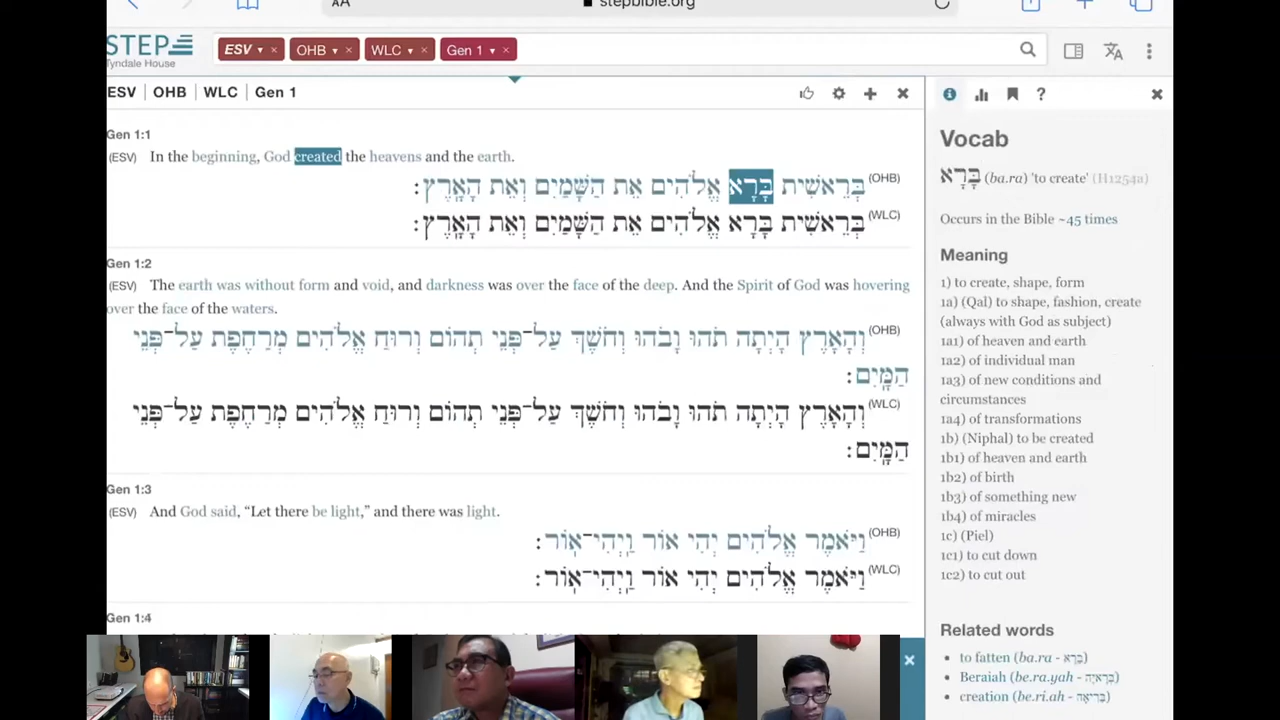 AA
stepbible.org
STEP
Tyndale House
ESV ▾ ×
OHB ▾ ×
WLC ▾ ×
Gen 1 ▾ ×
ESV | OHB | WLC | Gen 1
Gen 1:1
(ESV) In the beginning, God created the heavens and the earth.
(OHB) בְּרֵאשִׁית בָּרָא אֱלֹהִים אֵת הַשָּׁמַיִם וְאֵת הָאָֽרֶץ׃
(WLC) בְּרֵאשִׁית בָּרָא אֱלֹהִים אֵת הַשָּׁמַיִם וְאֵת הָאָֽרֶץ׃
Gen 1:2
(ESV) The earth was without form and void, and darkness was over the face of the deep. And the Spirit of God was hovering
over the face of the waters.
(OHB) וְהָאָרֶץ הָיְתָה תֹהוּ וָבֹהוּ וְחֹשֶׁךְ עַל־פְּנֵי תְהוֹם וְרוּחַ אֱלֹהִים מְרַחֶפֶת עַל־פְּנֵי
הַמָּֽיִם׃
(WLC) וְהָאָרֶץ הָיְתָה תֹהוּ וָבֹהוּ וְחֹשֶׁךְ עַל־פְּנֵי תְהוֹם וְרוּחַ אֱלֹהִים מְרַחֶפֶת עַל־פְּנֵי
הַמָּֽיִם׃
Gen 1:3
(ESV) And God said, “Let there be light,” and there was light.
(OHB) וַיֹּאמֶר אֱלֹהִים יְהִי אוֹר וַֽיְהִי־אֽוֹר׃
(WLC) וַיֹּאמֶר אֱלֹהִים יְהִי אוֹר וַֽיְהִי־אֽוֹר׃
Gen 1:4
Vocab
בָּרָא (ba.ra) 'to create' (H1254a)
Occurs in the Bible ~45 times
Meaning
1) to create, shape, form
1a) (Qal) to shape, fashion, create
(always with God as subject)
1a1) of heaven and earth
1a2) of individual man
1a3) of new conditions and
circumstances
1a4) of transformations
1b) (Niphal) to be created
1b1) of heaven and earth
1b2) of birth
1b3) of something new
1b4) of miracles
1c) (Piel)
1c1) to cut down
1c2) to cut out
Related words
to fatten (ba.ra - בָּרָא)
Beraiah (be.ra.yah - בְּרָאיָה)
creation (be.ri.ah - בְּרִיאָה)